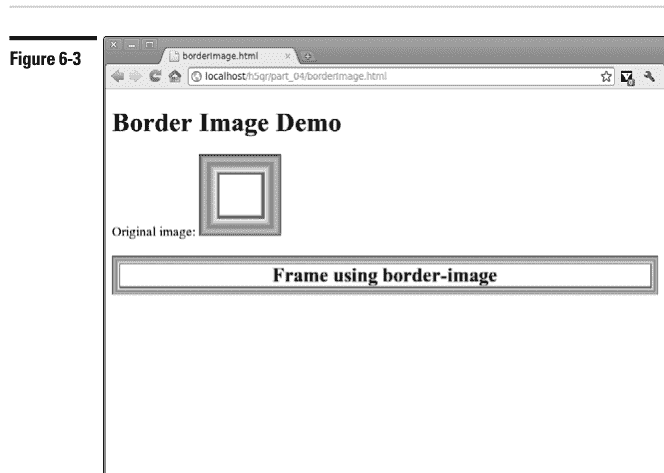 Figure 6-3
borderimage.html
localhost/h5qr/part_04/borderimage.html
Border Image Demo
Original image:
Frame using border-image